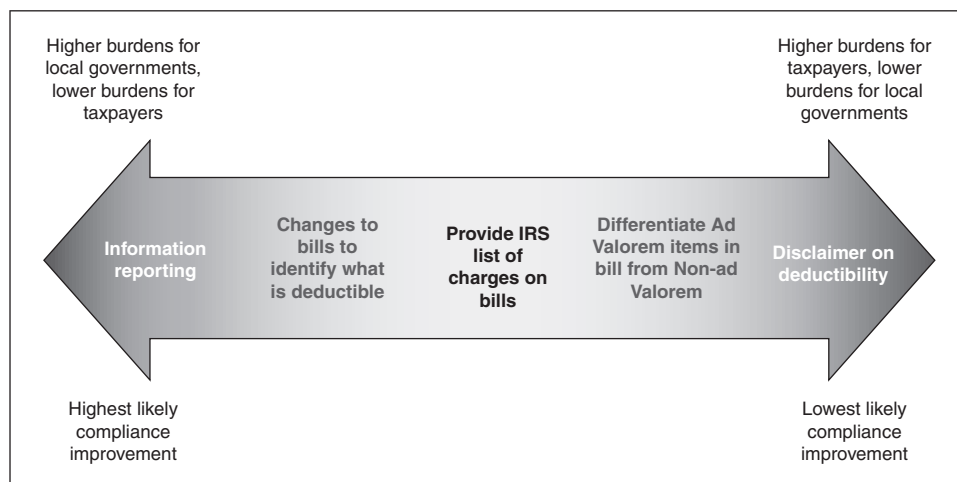 Higher burdens for
local governments,
lower burdens for
taxpayers
Higher burdens for
taxpayers, lower
burdens for local
governments
Information
reporting
Changes to
bills to
identify what
is deductible
Provide IRS
list of
charges on
bills
Differentiate Ad
Valorem items in
bill from Non-ad
Valorem
Disclaimer on
deductibility
Highest likely
compliance
improvement
Lowest likely
compliance
improvement